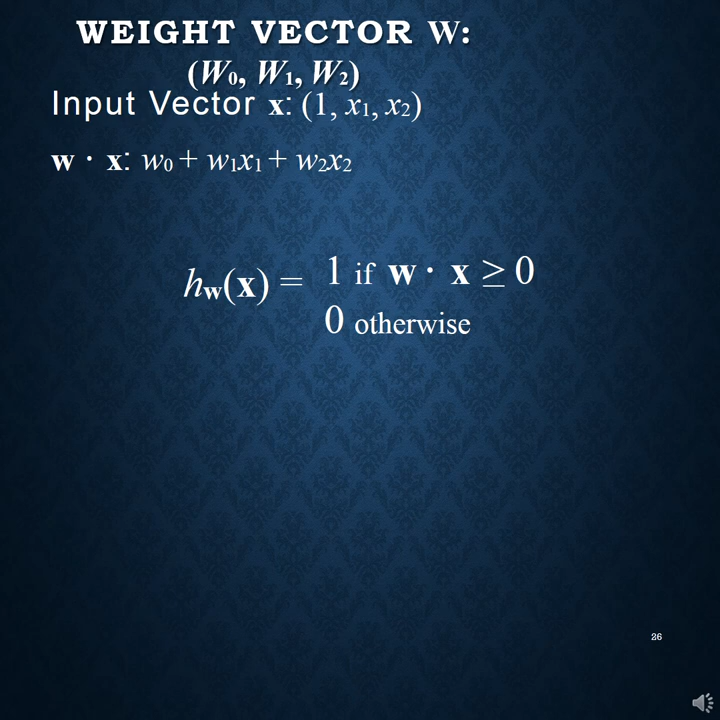 WEIGHT VECTOR W:
(W₀, W₁, W₂)
Input Vector x: (1, x₁, x₂)
w · x: w₀ + w₁x₁ + w₂x₂
h𝐰(x) = 1 if w · x ≥ 0
0 otherwise
26